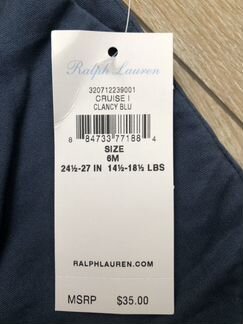 Ralph Lauren
320712239001
CRUISE I
CLANCY BLU
8 84733 77188 4
SIZE
6M
24½-27 IN 14½-18½ LBS
RALPHLAUREN.COM
MSRP $35.00